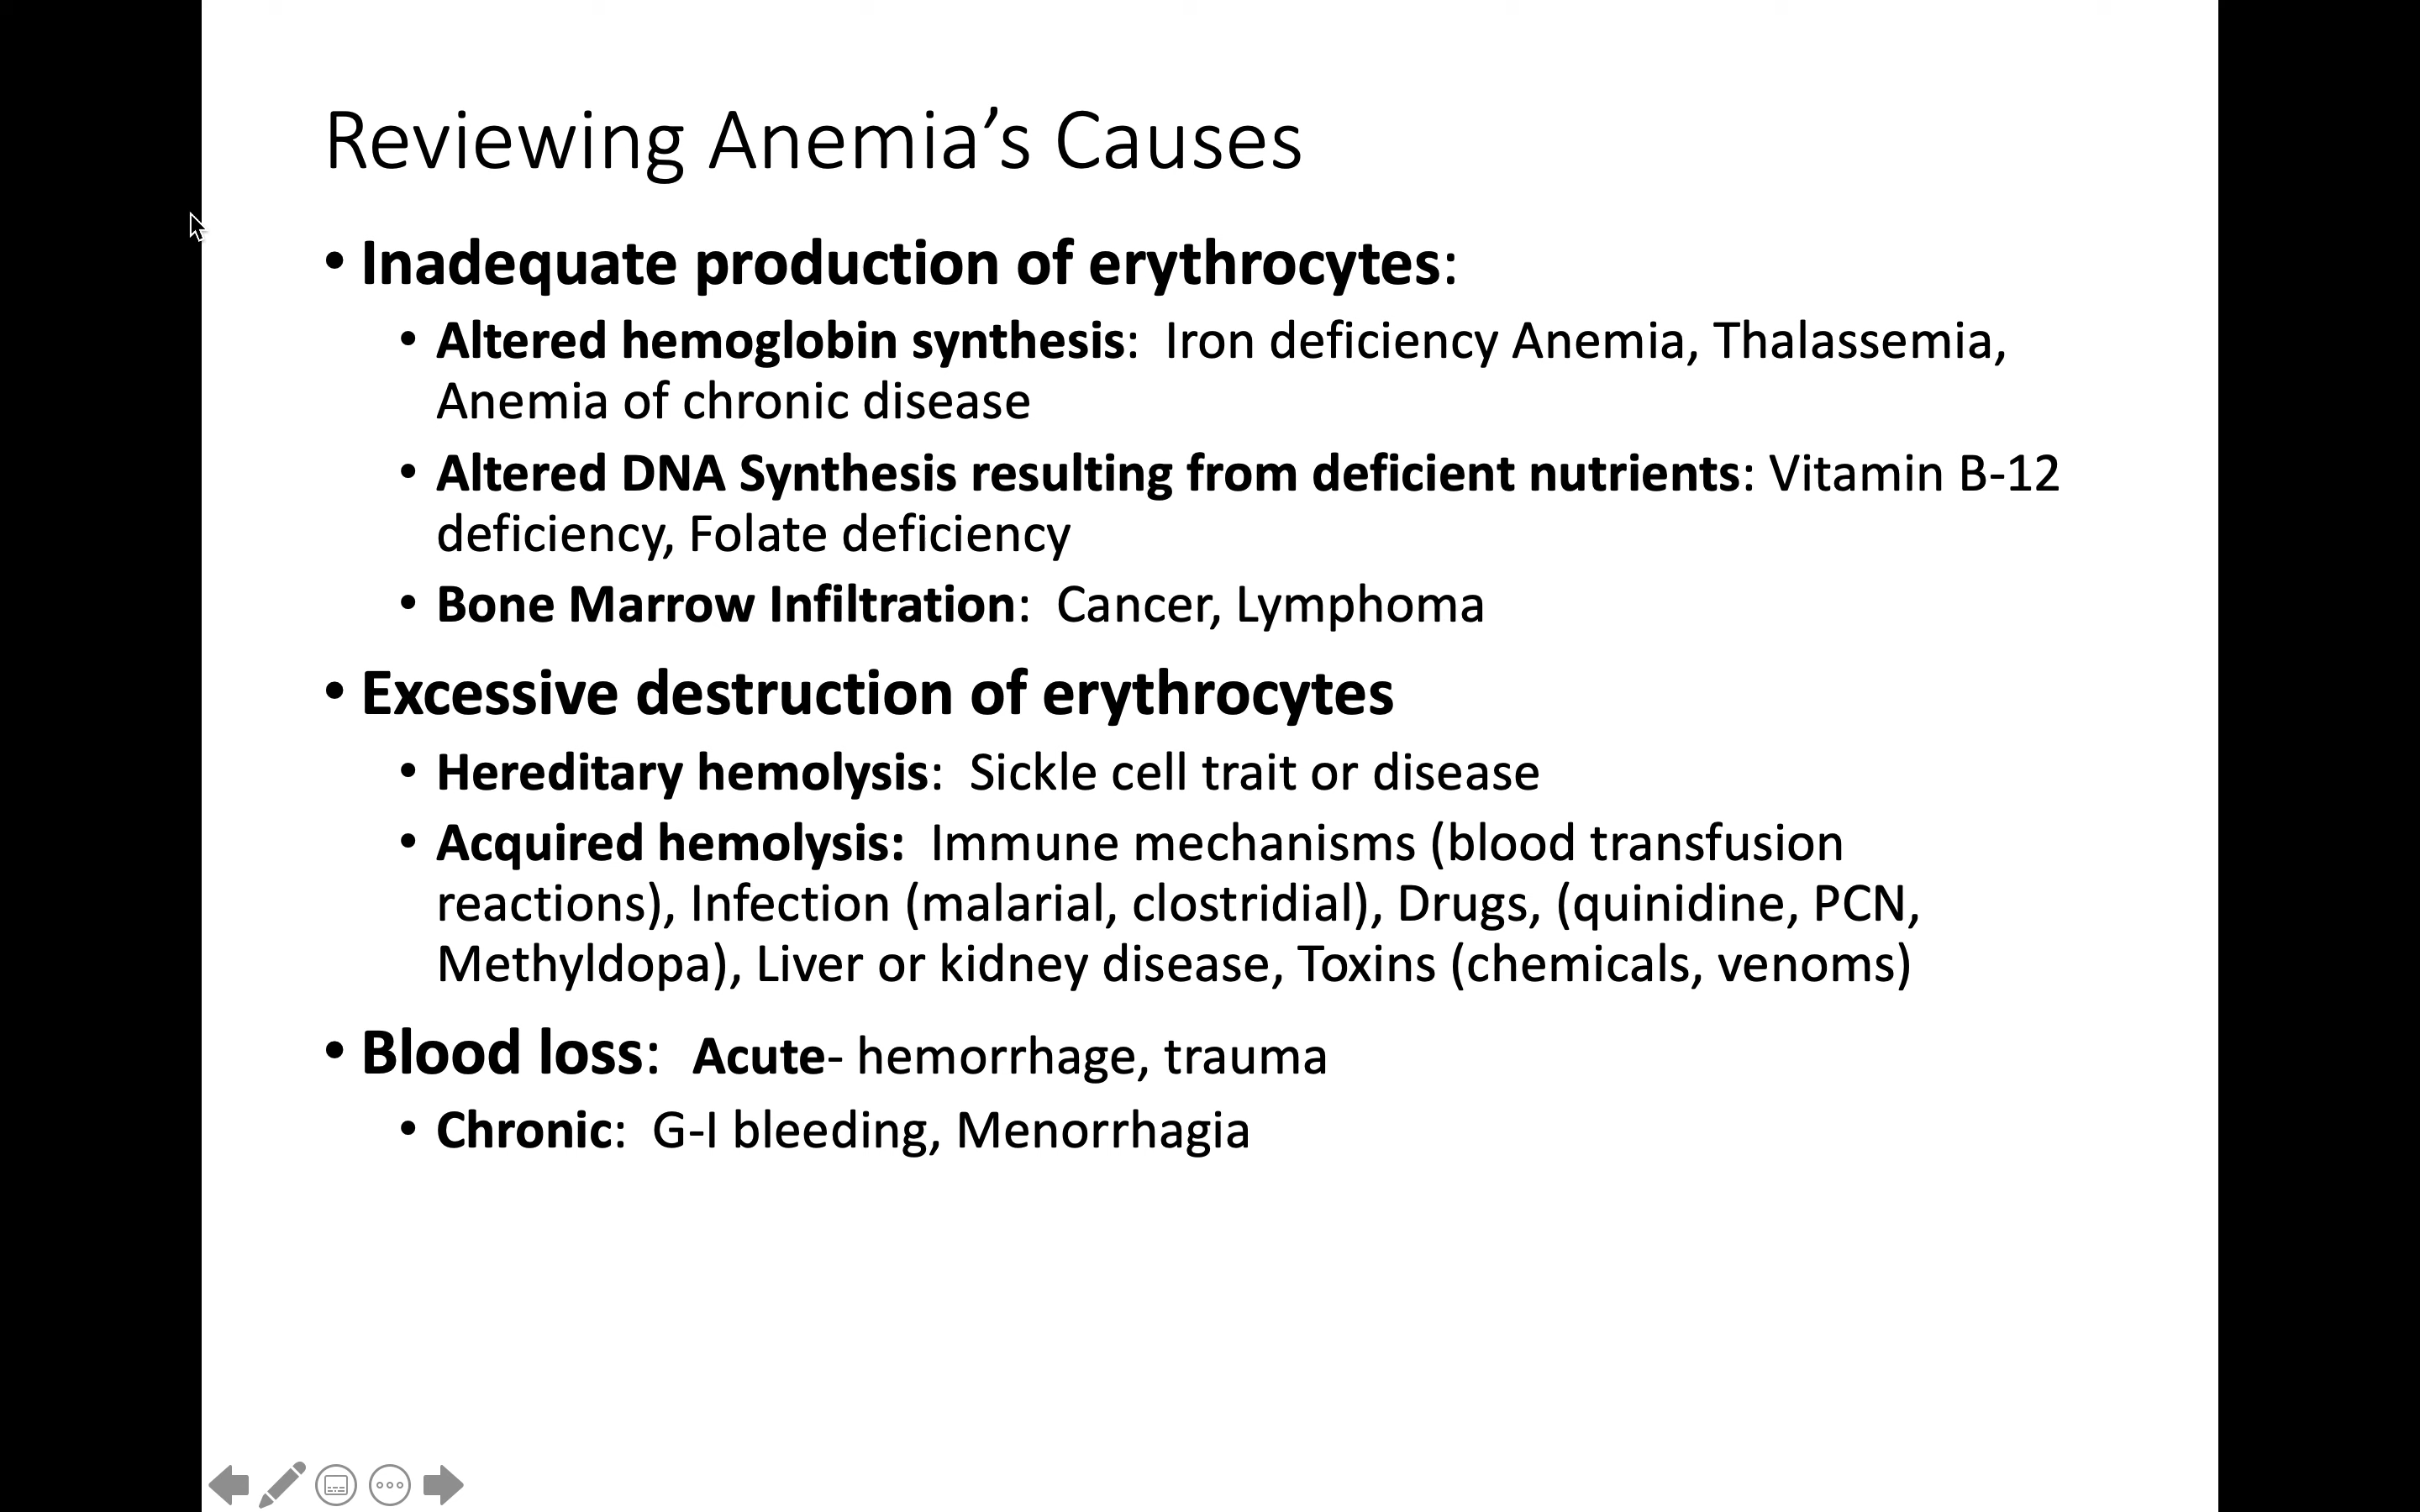 Reviewing Anemia’s Causes
• Inadequate production of erythrocytes:
• Altered hemoglobin synthesis:  Iron deficiency Anemia, Thalassemia,
Anemia of chronic disease
• Altered DNA Synthesis resulting from deficient nutrients: Vitamin B-12
deficiency, Folate deficiency
• Bone Marrow Infiltration:  Cancer, Lymphoma
• Excessive destruction of erythrocytes
• Hereditary hemolysis:  Sickle cell trait or disease
• Acquired hemolysis:  Immune mechanisms (blood transfusion
reactions), Infection (malarial, clostridial), Drugs, (quinidine, PCN,
Methyldopa), Liver or kidney disease, Toxins (chemicals, venoms)
• Blood loss:  Acute- hemorrhage, trauma
• Chronic:  G-I bleeding, Menorrhagia